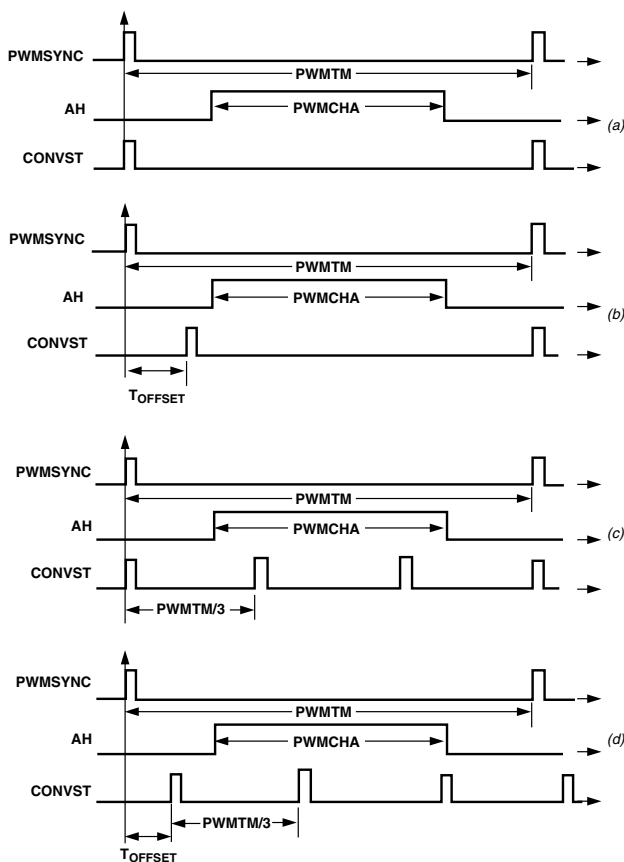 PWMSYNC
PWMTM
AH
PWMCHA
(a)
CONVST
PWMSYNC
PWMTM
AH
PWMCHA
(b)
CONVST
TOFFSET
PWMSYNC
PWMTM
AH
PWMCHA
(c)
CONVST
PWMTM/3
PWMSYNC
PWMTM
AH
PWMCHA
(d)
CONVST
PWMTM/3
TOFFSET